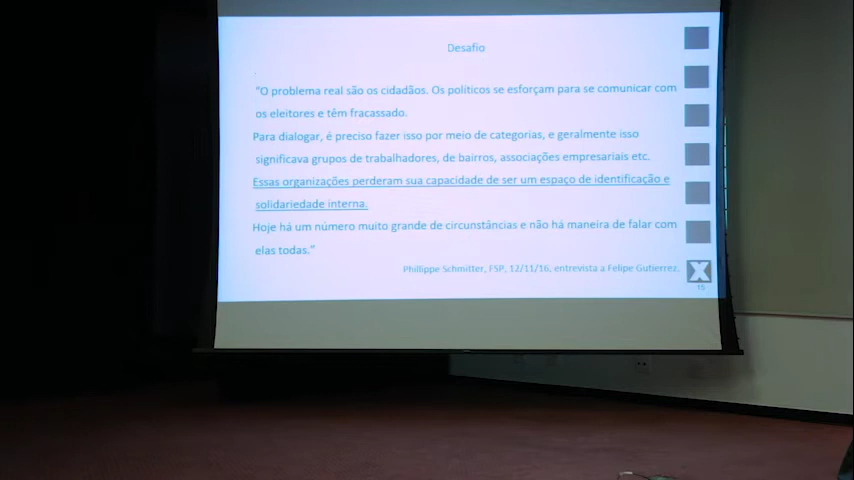 Desafio
"O problema real são os cidadãos. Os políticos se esforçam para se comunicar com
os eleitores e têm fracassado.
Para dialogar, é preciso fazer isso por meio de categorias, e geralmente isso
significava grupos de trabalhadores, de bairros, associações empresariais etc.
Essas organizações perderam sua capacidade de ser um espaço de identificação e
solidariedade interna.
Hoje há um número muito grande de circunstâncias e não há maneira de falar com
elas todas."
Phillippe Schmitter, FSP, 12/11/16, entrevista a Felipe Gutierrez.
X
15